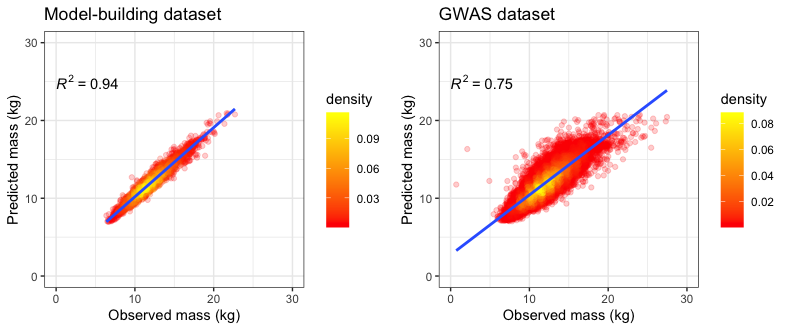 Model-building dataset
30
20
10
0
Predicted mass (kg)
R² = 0.94
0 10 20 30
Observed mass (kg)
density
0.09
0.06
0.03
GWAS dataset
30
20
10
0
Predicted mass (kg)
R² = 0.75
0 10 20 30
Observed mass (kg)
density
0.08
0.06
0.04
0.02